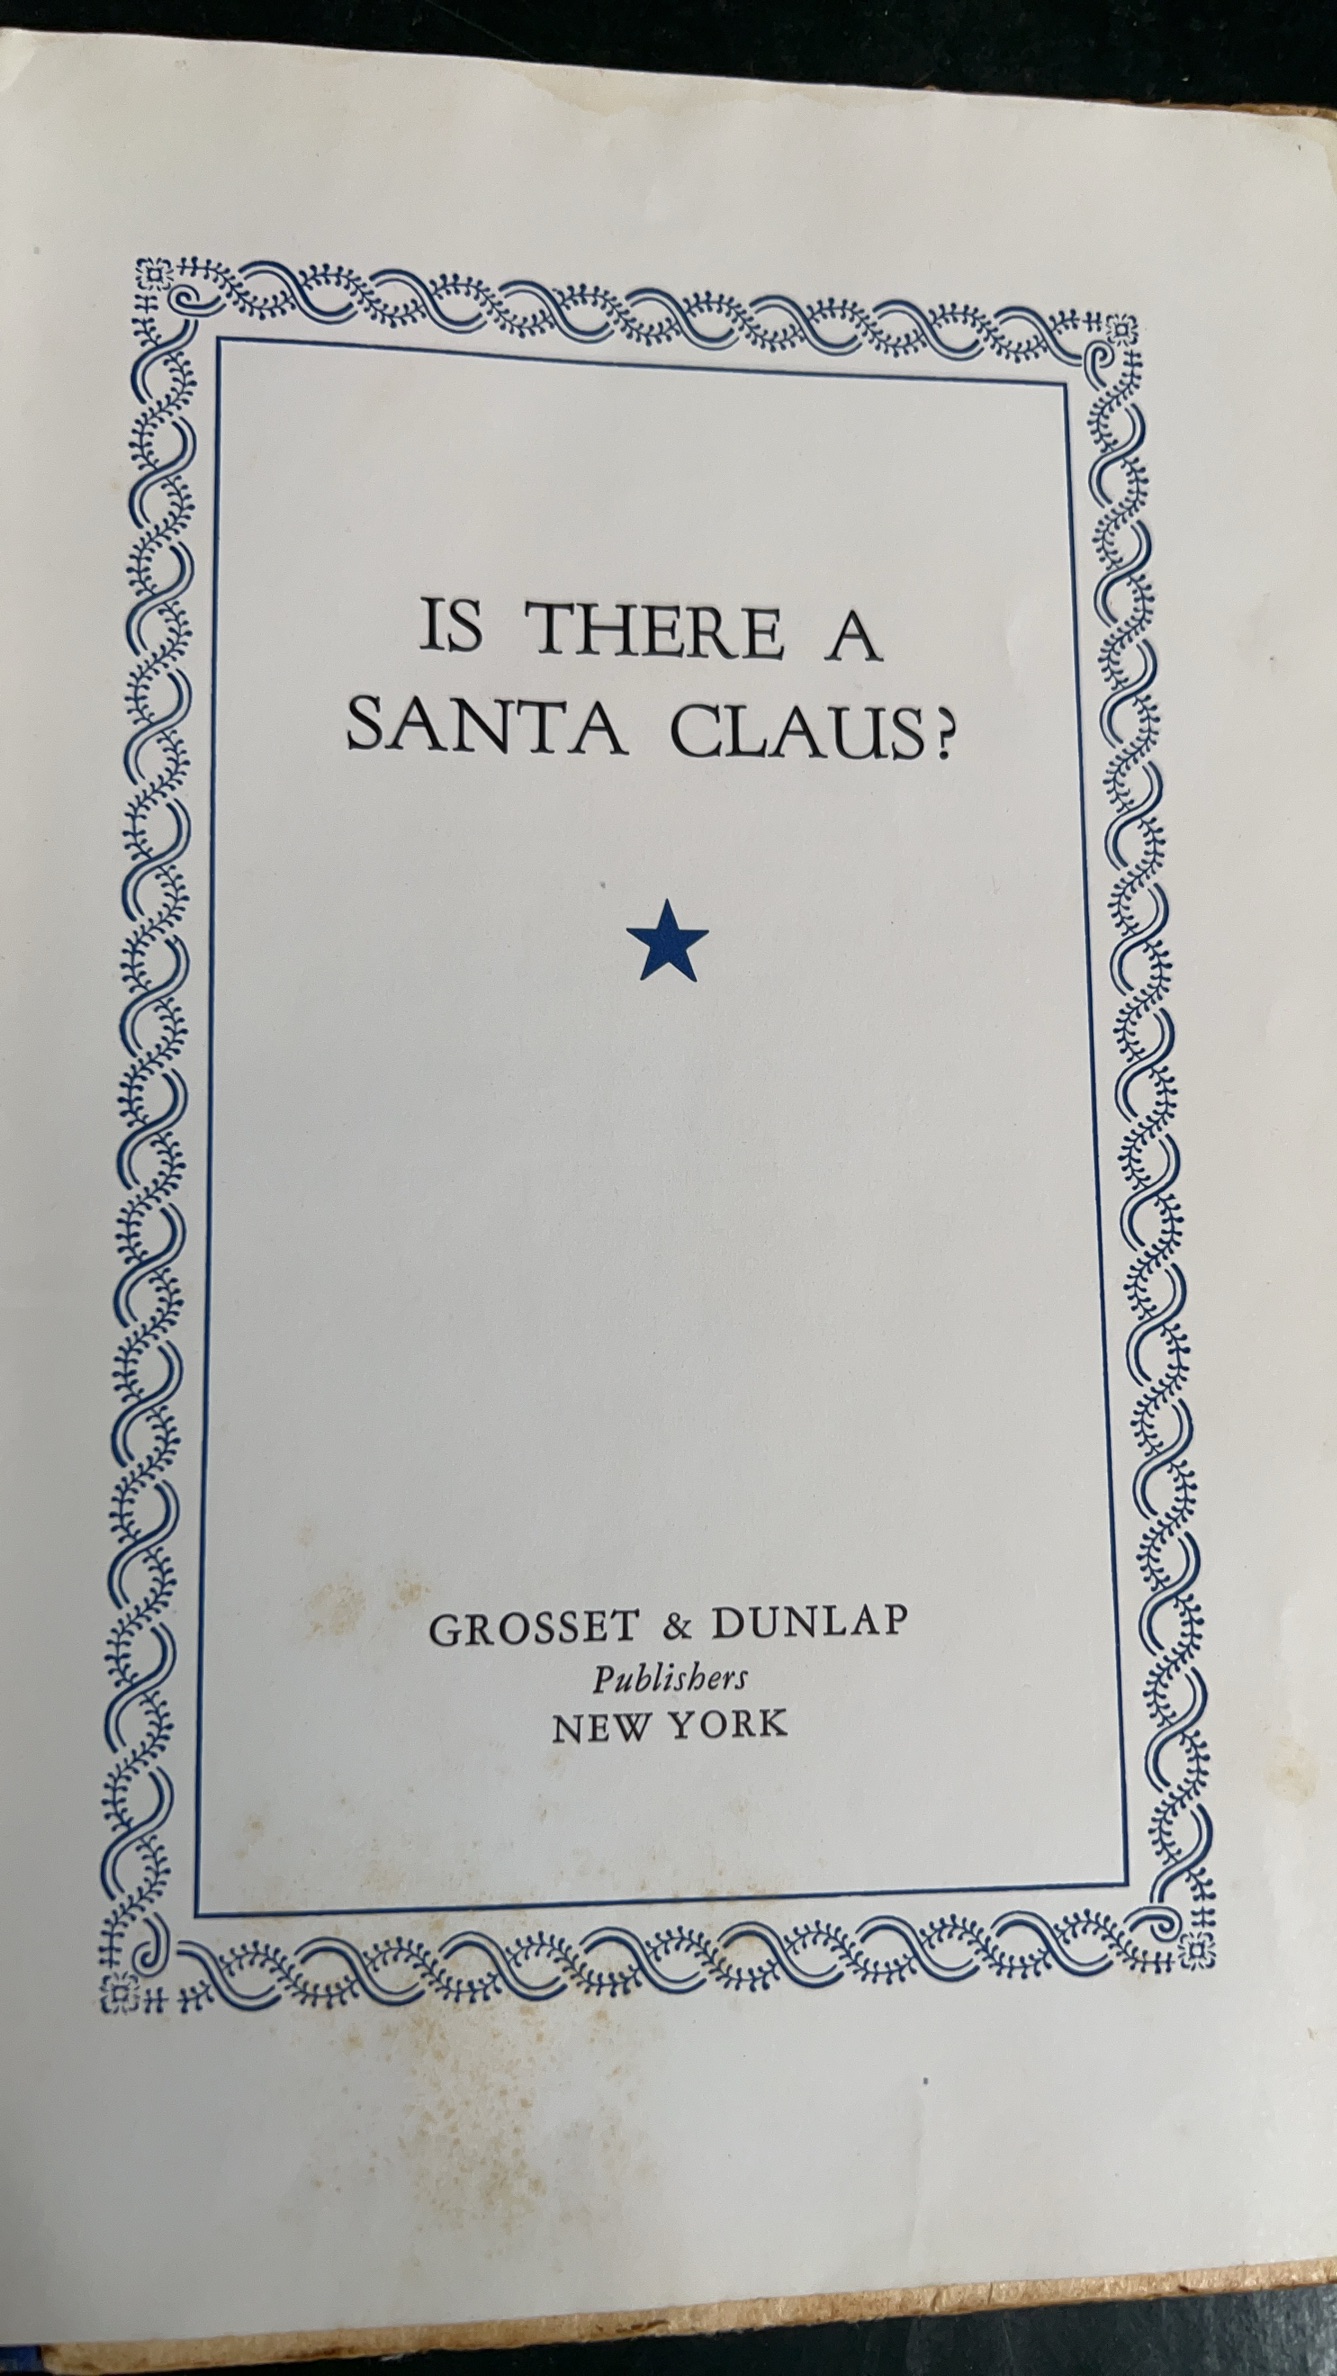 IS THERE A
SANTA CLAUS?
GROSSET & DUNLAP
Publishers
NEW YORK